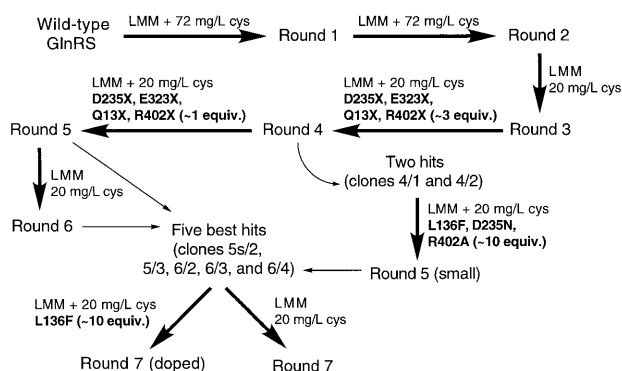 Wild-type
GlnRS
LMM + 72 mg/L cys
Round 1
LMM + 72 mg/L cys
Round 2
LMM
20 mg/L cys
Round 3
LMM + 20 mg/L cys
D235X, E323X,
Q13X, R402X (~3 equiv.)
Round 4
LMM + 20 mg/L cys
D235X, E323X,
Q13X, R402X (~1 equiv.)
Round 5
LMM
20 mg/L cys
Round 6
Two hits
(clones 4/1 and 4/2)
LMM + 20 mg/L cys
L136F, D235N,
R402A (~10 equiv.)
Round 5 (small)
Five best hits
(clones 5s/2,
5/3, 6/2, 6/3, and 6/4)
LMM + 20 mg/L cys
L136F (~10 equiv.)
Round 7 (doped)
LMM
20 mg/L cys
Round 7